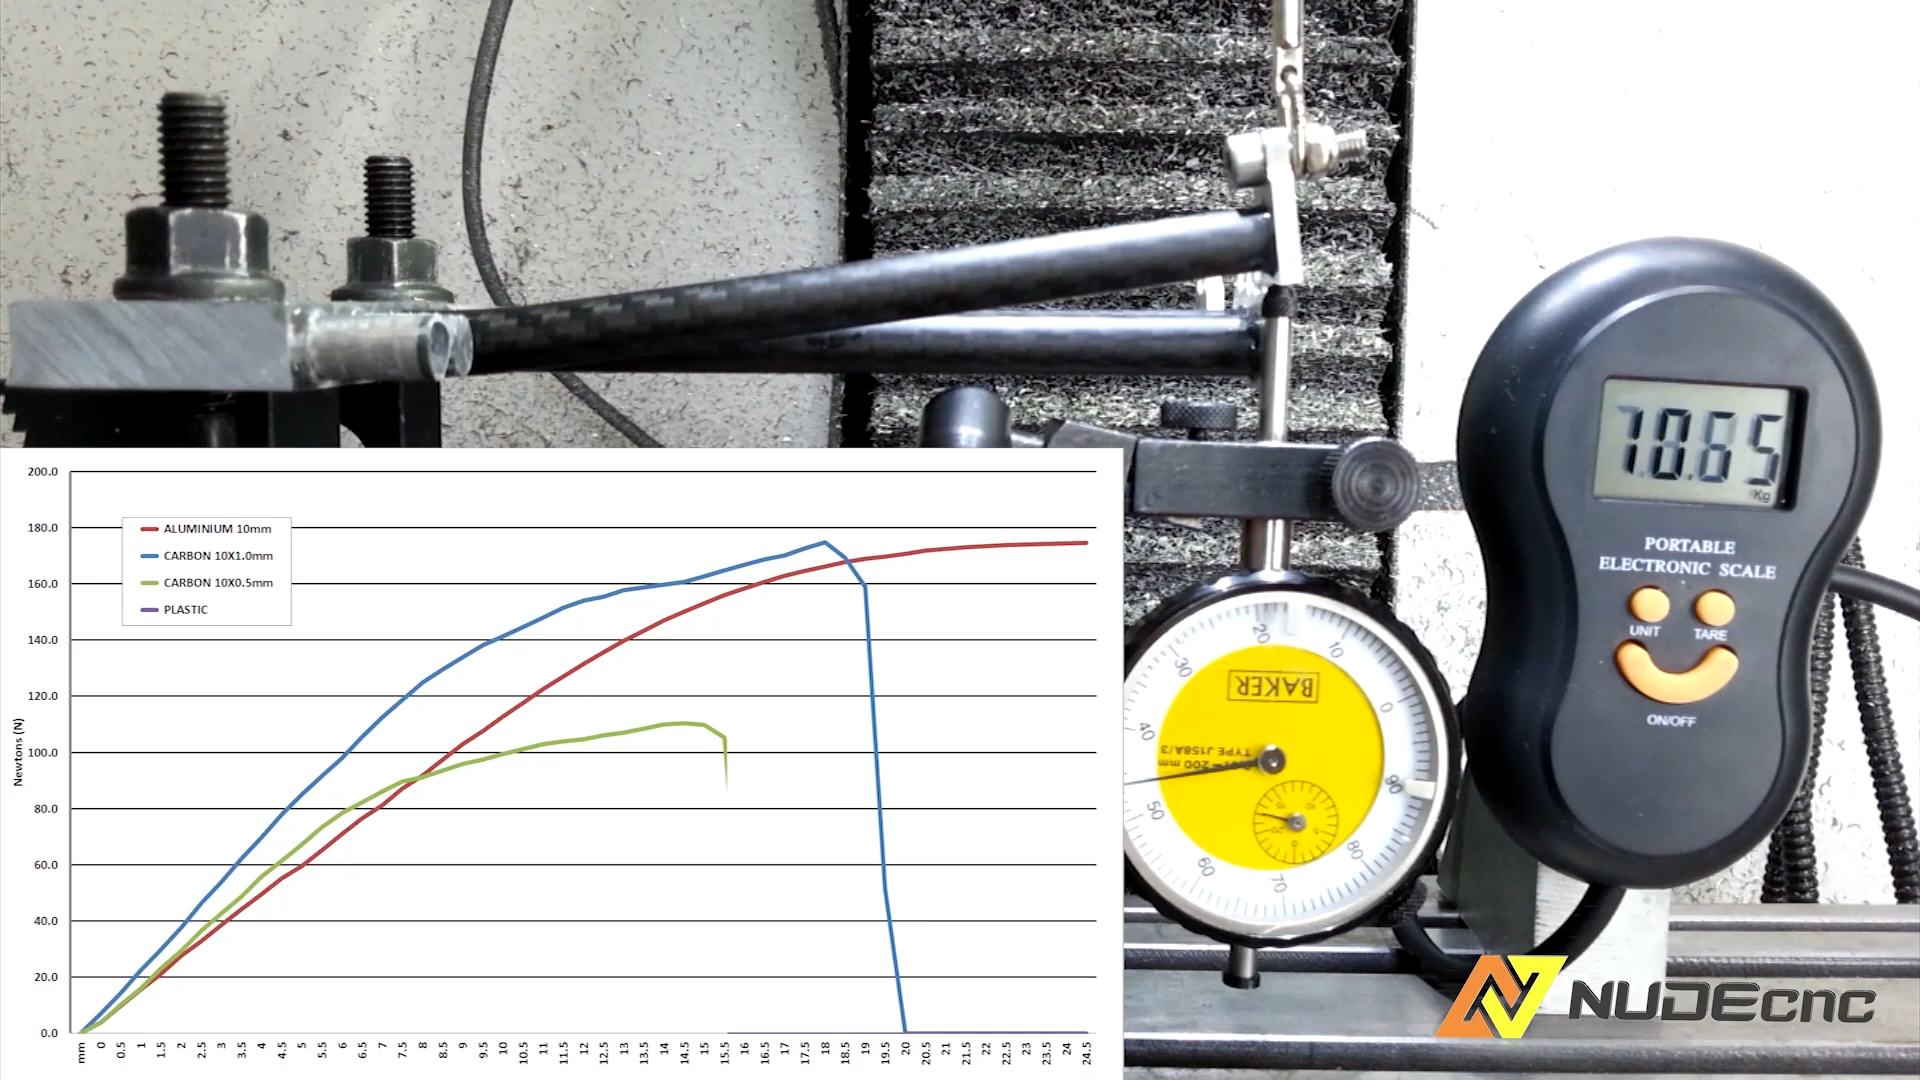 200.0
180.0
160.0
140.0
120.0
100.0
80.0
60.0
40.0
20.0
0.0
Newtons (N)
ALUMINIUM 10mm
CARBON 10X1.0mm
CARBON 10X0.5mm
PLASTIC
mm 0 0.5 1 1.5 2 2.5 3 3.5 4 4.5 5 5.5 6 6.5 7 7.5 8 8.5 9 9.5 10 10.5 11 11.5 12 12.5 13 13.5 14 14.5 15 15.5 16 16.5 17 17.5 18 18.5 19 19.5 20 20.5 21 21.5 22 22.5 23 23.5 24 24.5
BAKER
TYPE J158A/3
200 mm
0
10
20
30
40
50
60
70
80
90
Kg
PORTABLE
ELECTRONIC SCALE
UNIT TARE
ON/OFF
NUDEcnc